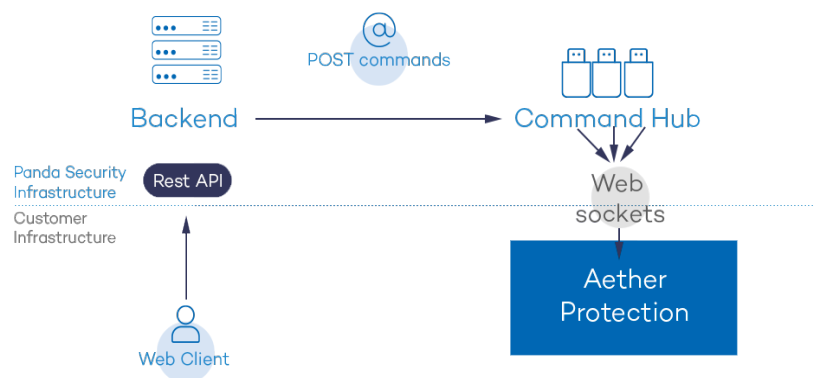 @
POST commands
Backend
Command Hub
Panda Security
Infrastructure
Rest API
Web
sockets
Customer
Infrastructure
Aether
Protection
Web Client